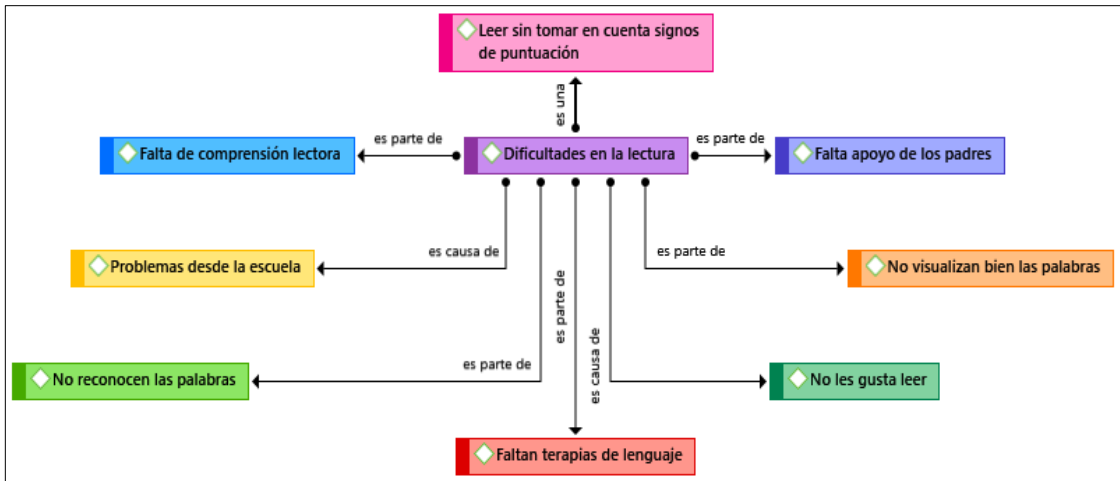 Leer sin tomar en cuenta signos
de puntuación
es una
es parte de
es parte de
Falta de comprensión lectora
Dificultades en la lectura
Falta apoyo de los padres
es causa de
es parte de
Problemas desde la escuela
No visualizan bien las palabras
es parte de
es parte de
es causa de
No reconocen las palabras
No les gusta leer
Faltan terapias de lenguaje